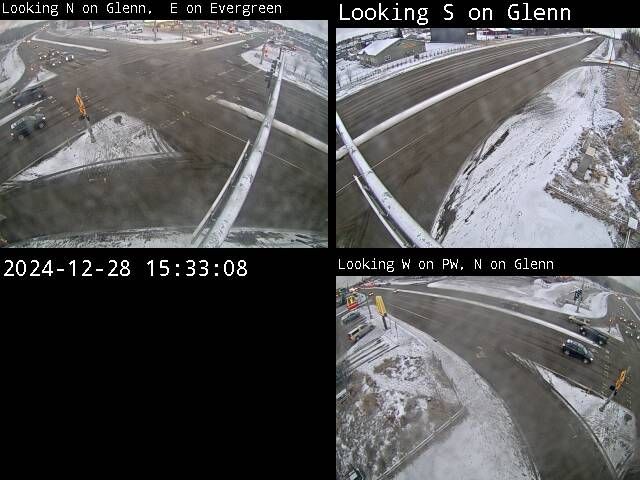 Looking N on Glenn,  E on Evergreen
Looking S on Glenn
2024-12-28 15:33:08
Looking W on PW, N on Glenn